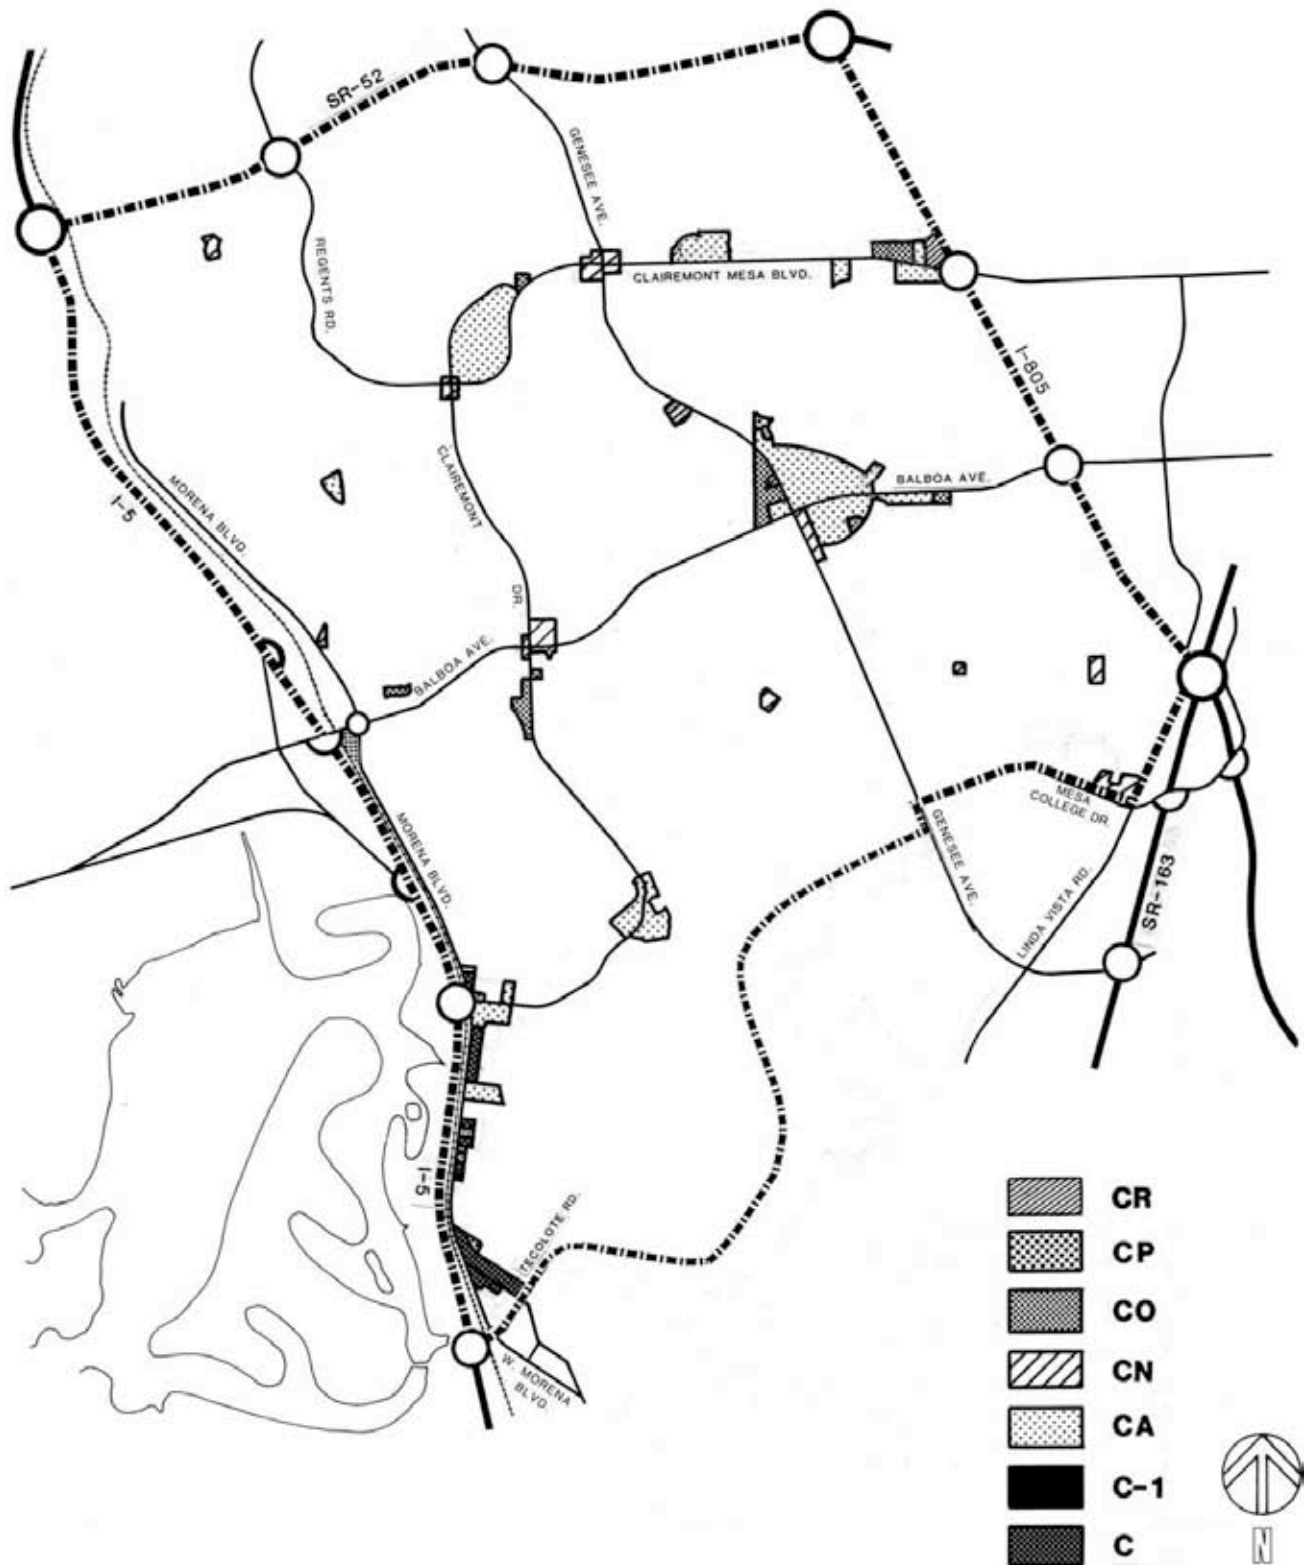 SR-52
GENESEE AVE.
REGENTS RD.
CLAIREMONT MESA BLVD.
I-805
CLAIREMONT
DR.
MORENA BLVD.
I-5
BALBOA AVE.
BALBOA AVE.
MESA
COLLEGE DR.
MORENA BLVD.
GENESEE AVE.
LINDA VISTA RD.
SR-163
I-5
TECOLOTE RD.
W. MORENA
BLVD.
CR
CP
CO
CN
CA
C-1
C
N